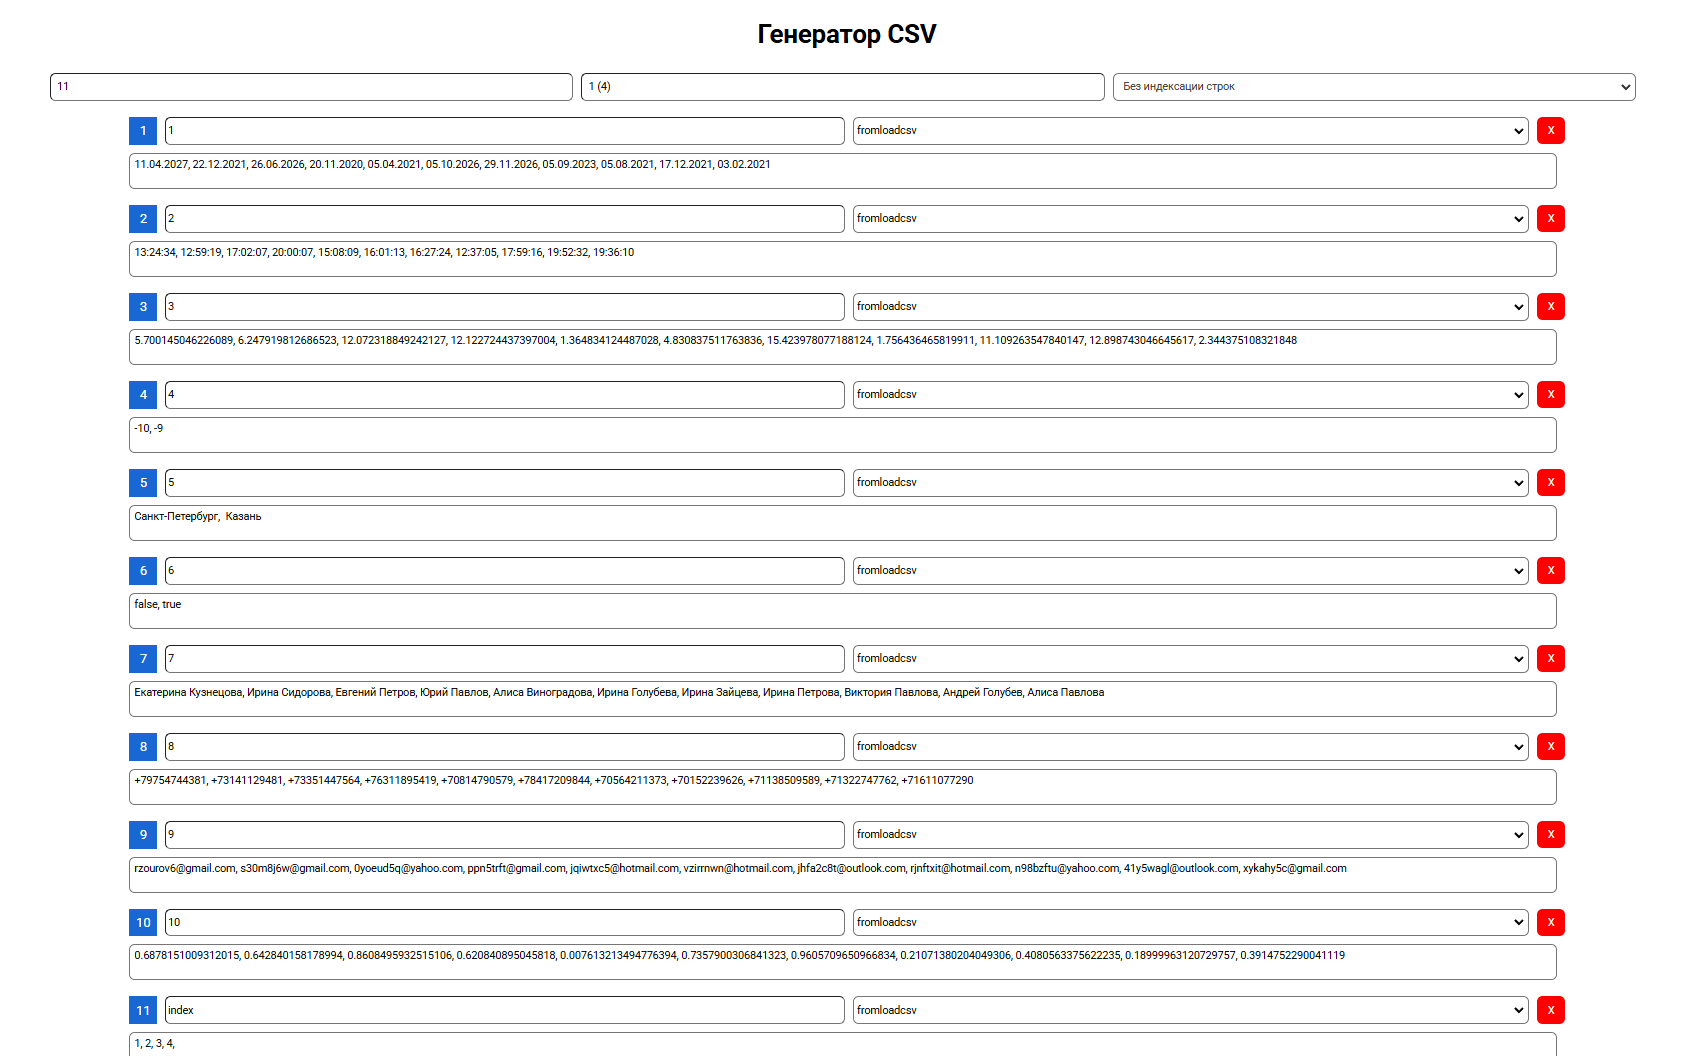 Генератор CSV
11 1 (4) Без индексации строк
1 1 fromloadcsv X
11.04.2027, 22.12.2021, 26.06.2026, 20.11.2020, 05.04.2021, 05.10.2026, 29.11.2026, 05.09.2023, 05.08.2021, 17.12.2021, 03.02.2021
2 2 fromloadcsv X
13:24:34, 12:59:19, 17:02:07, 20:00:07, 15:08:09, 16:01:13, 16:27:24, 12:37:05, 17:59:16, 19:52:32, 19:36:10
3 3 fromloadcsv X
5.700145046226089, 6.247919812686523, 12.072318849242127, 12.122724437397004, 1.364834124487028, 4.830837511763836, 15.423978077188124, 1.756436465819911, 11.109263547840147, 12.898743046645617, 2.344375108321848
4 4 fromloadcsv X
-10, -9
5 5 fromloadcsv X
Санкт-Петербург,  Казань
6 6 fromloadcsv X
false, true
7 7 fromloadcsv X
Екатерина Кузнецова, Ирина Сидорова, Евгений Петров, Юрий Павлов, Алиса Виноградова, Ирина Голубева, Ирина Зайцева, Ирина Петрова, Виктория Павлова, Андрей Голубев, Алиса Павлова
8 8 fromloadcsv X
+79754744381, +73141129481, +73351447564, +76311895419, +70814790579, +78417209844, +70564211373, +70152239626, +71138509589, +71322747762, +71611077290
9 9 fromloadcsv X
rzourov6@gmail.com, s30m8j6w@gmail.com, 0yoeud5q@yahoo.com, ppn5trft@gmail.com, jqiwtxc5@hotmail.com, vzirrnwn@hotmail.com, jhfa2c8t@outlook.com, rjnftxit@hotmail.com, n98bzftu@yahoo.com, 41y5wagl@outlook.com, xykahy5c@gmail.com
10 10 fromloadcsv X
0.6878151009312015, 0.642840158178994, 0.8608495932515106, 0.620840895045818, 0.007613213494776394, 0.7357900306841323, 0.9605709650966834, 0.21071380204049306, 0.4080563375622235, 0.18999963120729757, 0.3914752290041119
11 index fromloadcsv X
1, 2, 3, 4,